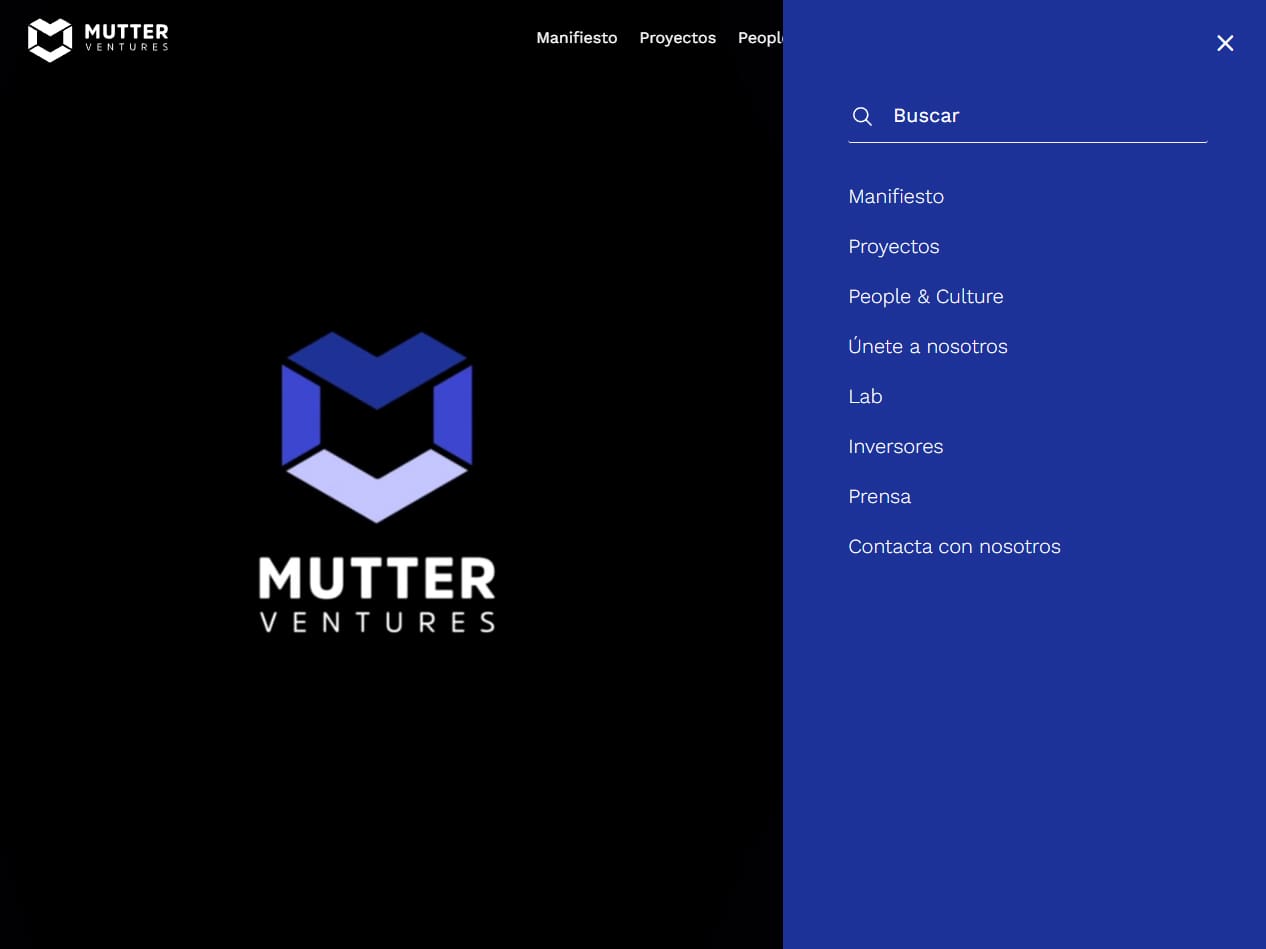 MUTTER
VENTURES
Manifiesto Proyectos People
Buscar
Manifiesto
Proyectos
People & Culture
Únete a nosotros
Lab
Inversores
Prensa
Contacta con nosotros
MUTTER
VENTURES